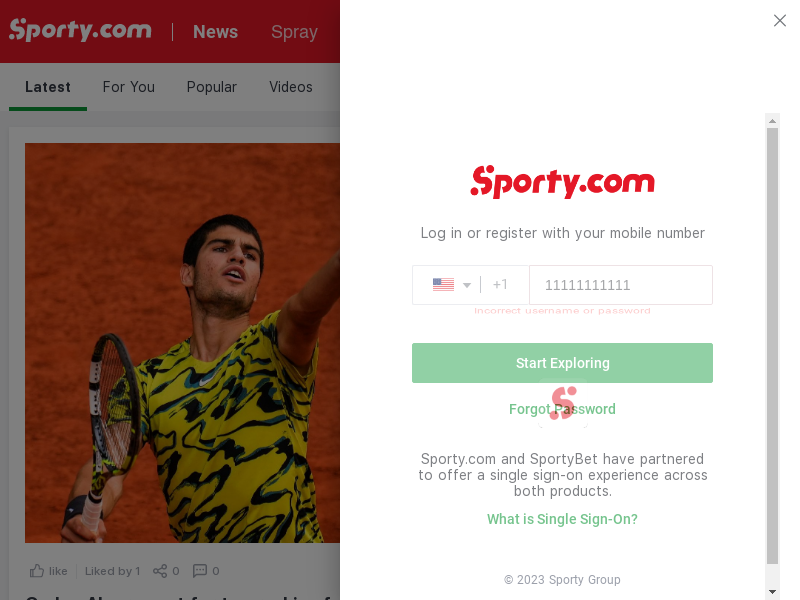 Sporty.com
News
Spray
Latest
For You
Popular
Videos
like
Liked by 1
0
0
Sporty.com
Log in or register with your mobile number
+1
11111111111
Incorrect username or password
Start Exploring
Forgot Password
Sporty.com and SportyBet have partnered
to offer a single sign-on experience across
both products.
What is Single Sign-On?
© 2023 Sporty Group